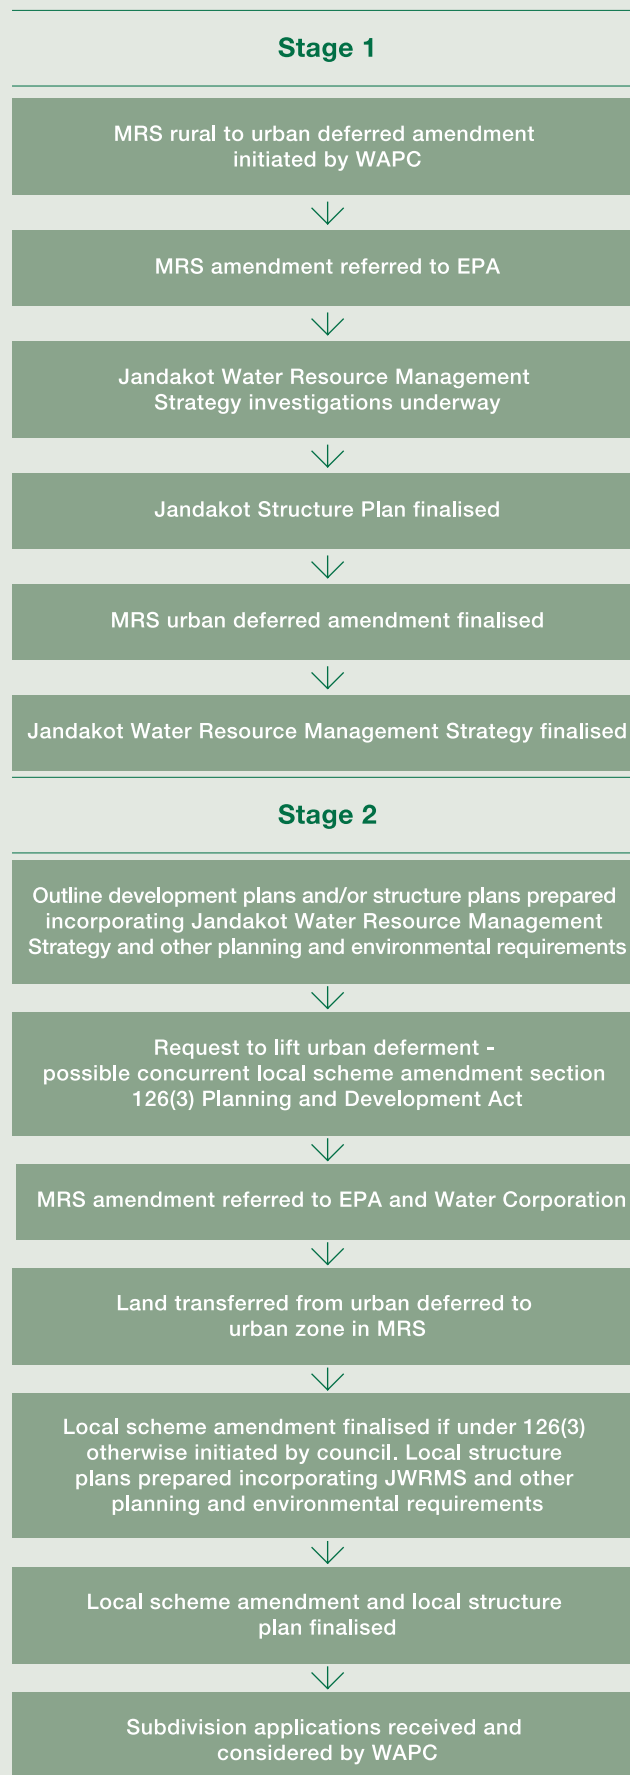 Stage 1
MRS rural to urban deferred amendment
initiated by WAPC
MRS amendment referred to EPA
Jandakot Water Resource Management
Strategy investigations underway
Jandakot Structure Plan finalised
MRS urban deferred amendment finalised
Jandakot Water Resource Management Strategy finalised
Stage 2
Outline development plans and/or structure plans prepared
incorporating Jandakot Water Resource Management
Strategy and other planning and environmental requirements
Request to lift urban deferment -
possible concurrent local scheme amendment section
126(3) Planning and Development Act
MRS amendment referred to EPA and Water Corporation
Land transferred from urban deferred to
urban zone in MRS
Local scheme amendment finalised if under 126(3)
otherwise initiated by council. Local structure
plans prepared incorporating JWRMS and other
planning and environmental requirements
Local scheme amendment and local structure
plan finalised
Subdivision applications received and
considered by WAPC